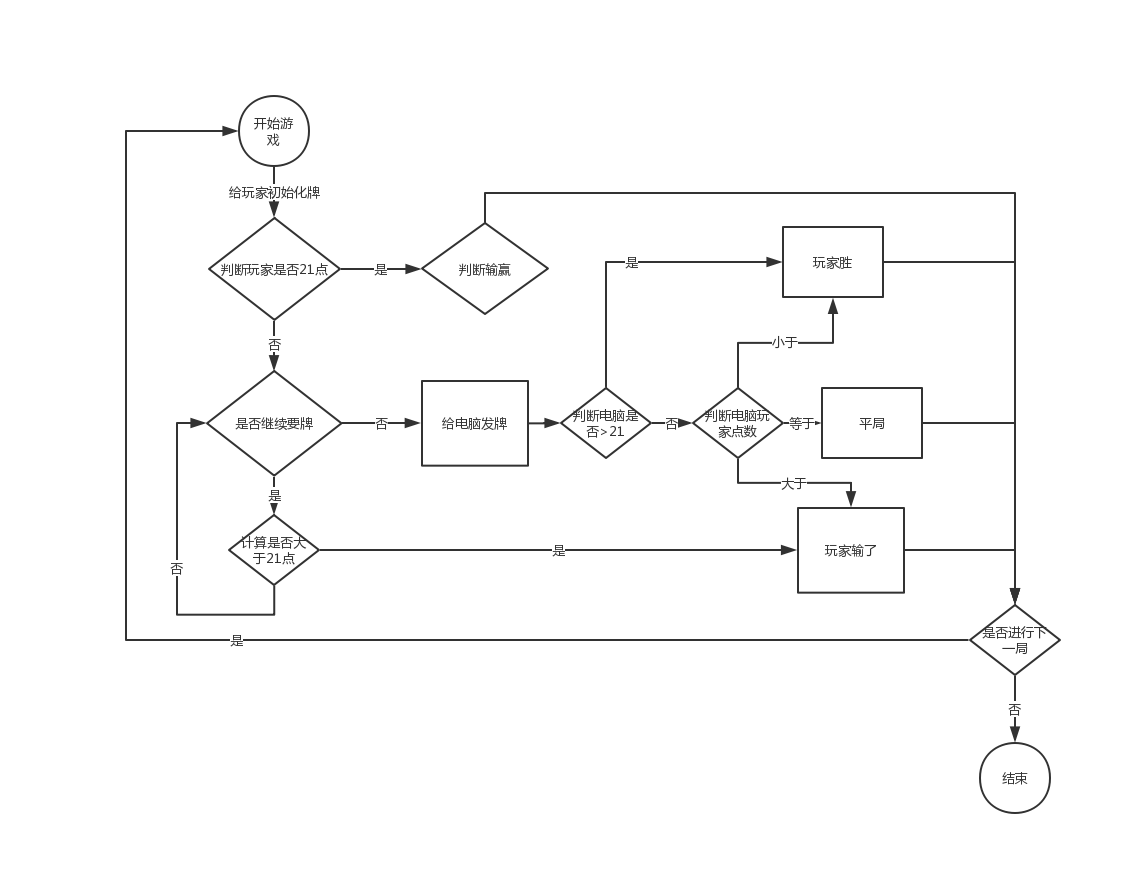 开始游
戏
给玩家初始化牌
判断玩家是否21点
是
判断输赢
是
玩家胜
小于
否
是否继续要牌
否
给电脑发牌
判断电脑是
否>21
否
判断电脑玩
家点数
等于
平局
是
大于
计算是否大
于21点
是
玩家输了
否
是否进行下
一局
是
否
结束